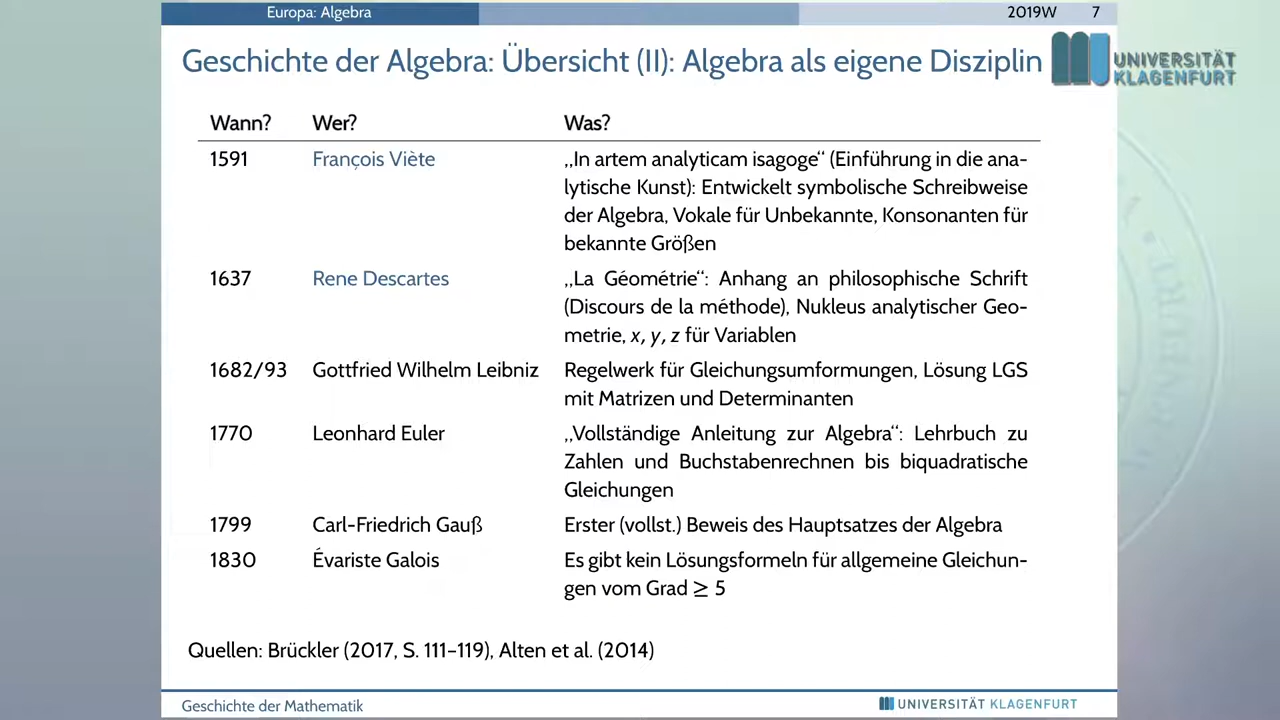 Europa: Algebra 2019W 7
Geschichte der Algebra: Übersicht (II): Algebra als eigene Disziplin
UNIVERSITÄT
KLAGENFURT
Wann? Wer? Was?
1591 François Viète „In artem analyticam isagoge“ (Einführung in die ana-
lytische Kunst): Entwickelt symbolische Schreibweise
der Algebra, Vokale für Unbekannte, Konsonanten für
bekannte Größen
1637 Rene Descartes „La Géométrie“: Anhang an philosophische Schrift
(Discours de la méthode), Nukleus analytischer Geo-
metrie, x, y, z für Variablen
1682/93 Gottfried Wilhelm Leibniz Regelwerk für Gleichungsumformungen, Lösung LGS
mit Matrizen und Determinanten
1770 Leonhard Euler „Vollständige Anleitung zur Algebra“: Lehrbuch zu
Zahlen und Buchstabenrechnen bis biquadratische
Gleichungen
1799 Carl-Friedrich Gauß Erster (vollst.) Beweis des Hauptsatzes der Algebra
1830 Évariste Galois Es gibt kein Lösungsformeln für allgemeine Gleichun-
gen vom Grad ≥ 5
Quellen: Brückler (2017, S. 111–119), Alten et al. (2014)
Geschichte der Mathematik UNIVERSITÄT KLAGENFURT